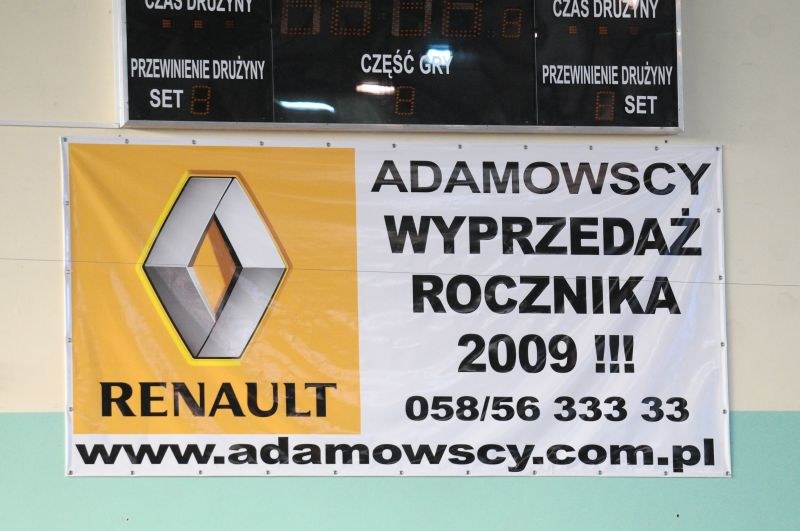 CZAS DRUŻYNY
CZAS DRUŻYNY
PRZEWINIENIE DRUŻYNY
CZĘŚĆ GRY
PRZEWINIENIE DRUŻYNY
SET
SET
ADAMOWSCY
WYPRZEDAŻ
ROCZNIKA
2009 !!!
RENAULT
058/56 333 33
www.adamowscy.com.pl